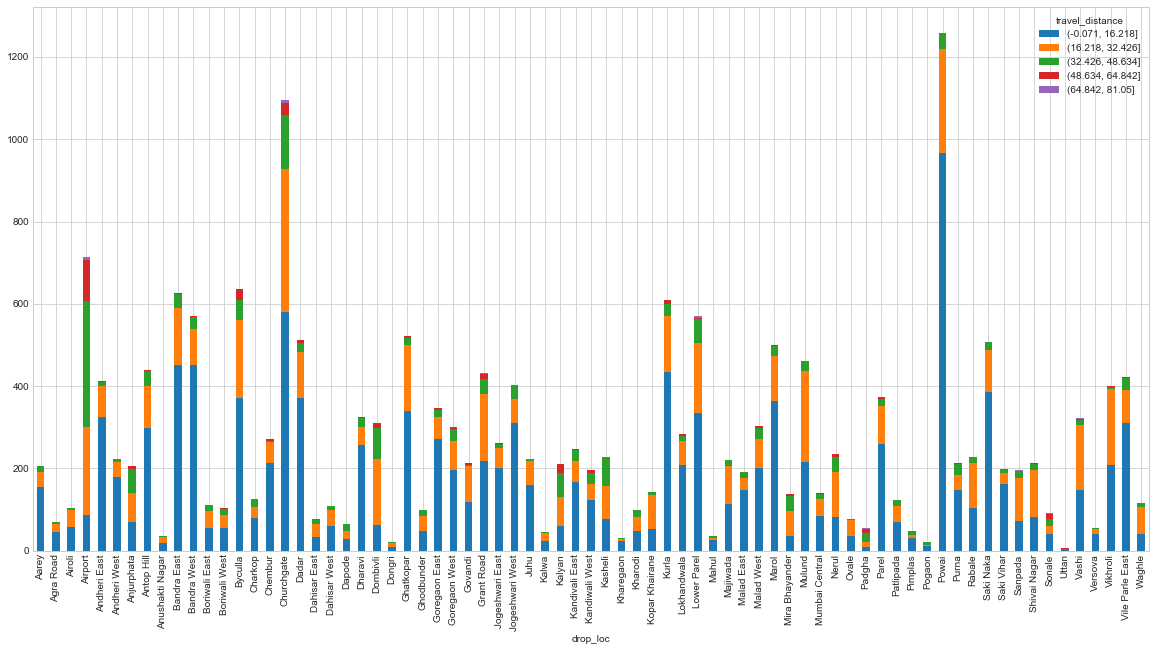 travel_distance
(-0.071, 16.218]
(16.218, 32.426]
(32.426, 48.634]
(48.634, 64.842]
(64.842, 81.05]
1200
1000
800
600
400
200
0
Aarey
Agra Road
Airoli
Airport
Andheri East
Andheri West
Anjurphata
Antop Hill
Anushakti Nagar
Bandra East
Bandra West
Boriwali East
Boriwali West
Byculla
Charkop
Chembur
Churchgate
Dadar
Dahisar East
Dahisar West
Dapode
Dharavi
Dombivli
Dongri
Ghatkopar
Ghodbunder
Goregaon East
Goregaon West
Govandi
Grant Road
Jogeshwari East
Jogeshwari West
Juhu
Kalwa
Kalyan
Kandivali East
Kandiwali West
Kasheli
Kharegaon
Kharodi
Kopar Khairane
Kurla
Lokhandwala
Lower Parel
Mahul
Majiwada
Malad East
Malad West
Marol
Mira Bhayander
Mulund
Mumbai Central
Nerul
Ovale
Padgha
Parel
Patlipada
Pimplas
Pogaon
Powai
Purna
Rabale
Saki Naka
Saki Vihar
Sanpada
Shivai Nagar
Sonale
Uttan
Vashi
Versova
Vikhroli
Vile Parle East
Waghle
drop_loc